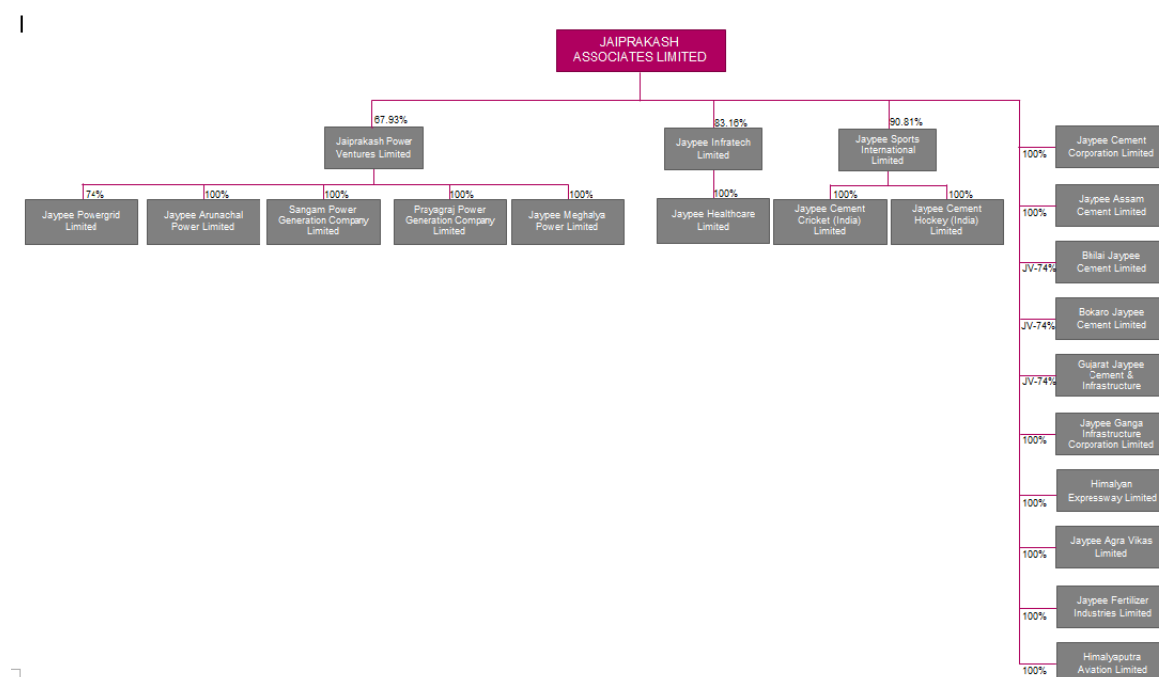 JAIPRAKASH
ASSOCIATES LIMITED
67.93%
83.16%
90.81%
Jaiprakash Power
Ventures Limited
Jaypee Infratech
Limited
Jaypee Sports
International
Limited
74%
100%
100%
100%
100%
100%
100%
100%
Jaypee Powergrid
Limited
Jaypee Arunachal
Power Limited
Sangam Power
Generation Company
Limited
Prayagraj Power
Generation Company
Limited
Jaypee Meghalya
Power Limited
Jaypee Healthcare
Limited
Jaypee Cement
Cricket (India)
Limited
Jaypee Cement
Hockey (India)
Limited
100%
Jaypee Cement
Corporation Limited
100%
Jaypee Assam
Cement Limited
JV-74%
Bhilai Jaypee
Cement Limited
JV-74%
Bokaro Jaypee
Cement Limited
JV-74%
Gujarat Jaypee
Cement &
Infrastructure
100%
Jaypee Ganga
Infrastructure
Corporation Limited
100%
Himalyan
Expressway Limited
100%
Jaypee Agra Vikas
Limited
100%
Jaypee Fertilizer
Industries Limited
100%
Himalyaputra
Aviation Limited